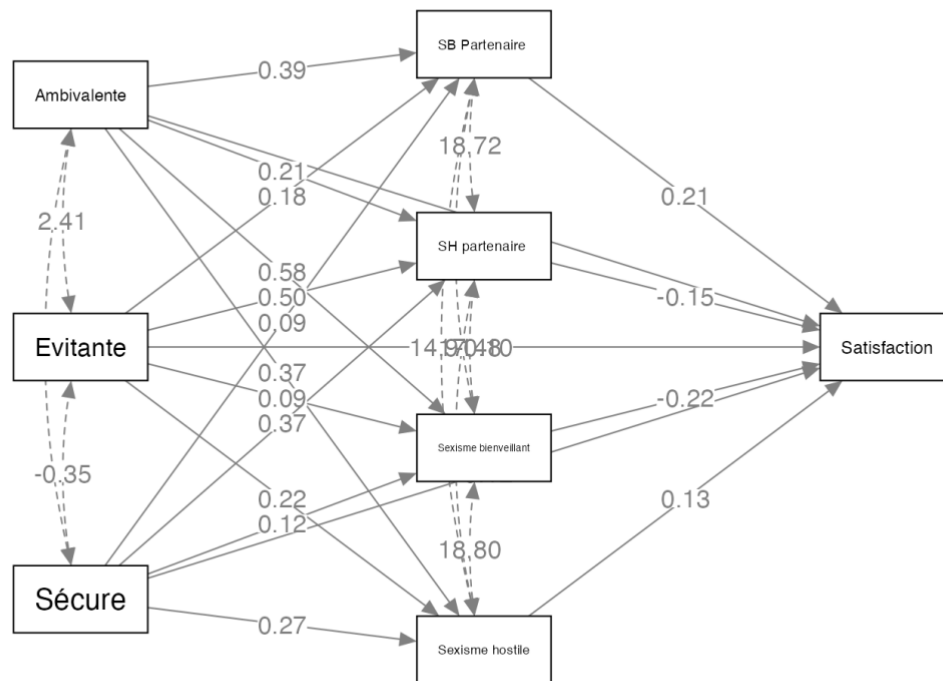 SB Partenaire
Ambivalente
0.39
18.72
0.21
0.18
0.21
2.41
SH partenaire
0.58
0.50
-0.15
0.09
Evitante
Satisfaction
0.37
0.09
-0.22
0.37
Sexisme bienveillant
-0.35
0.22
0.12
0.13
18.80
Sécure
0.27
Sexisme hostile